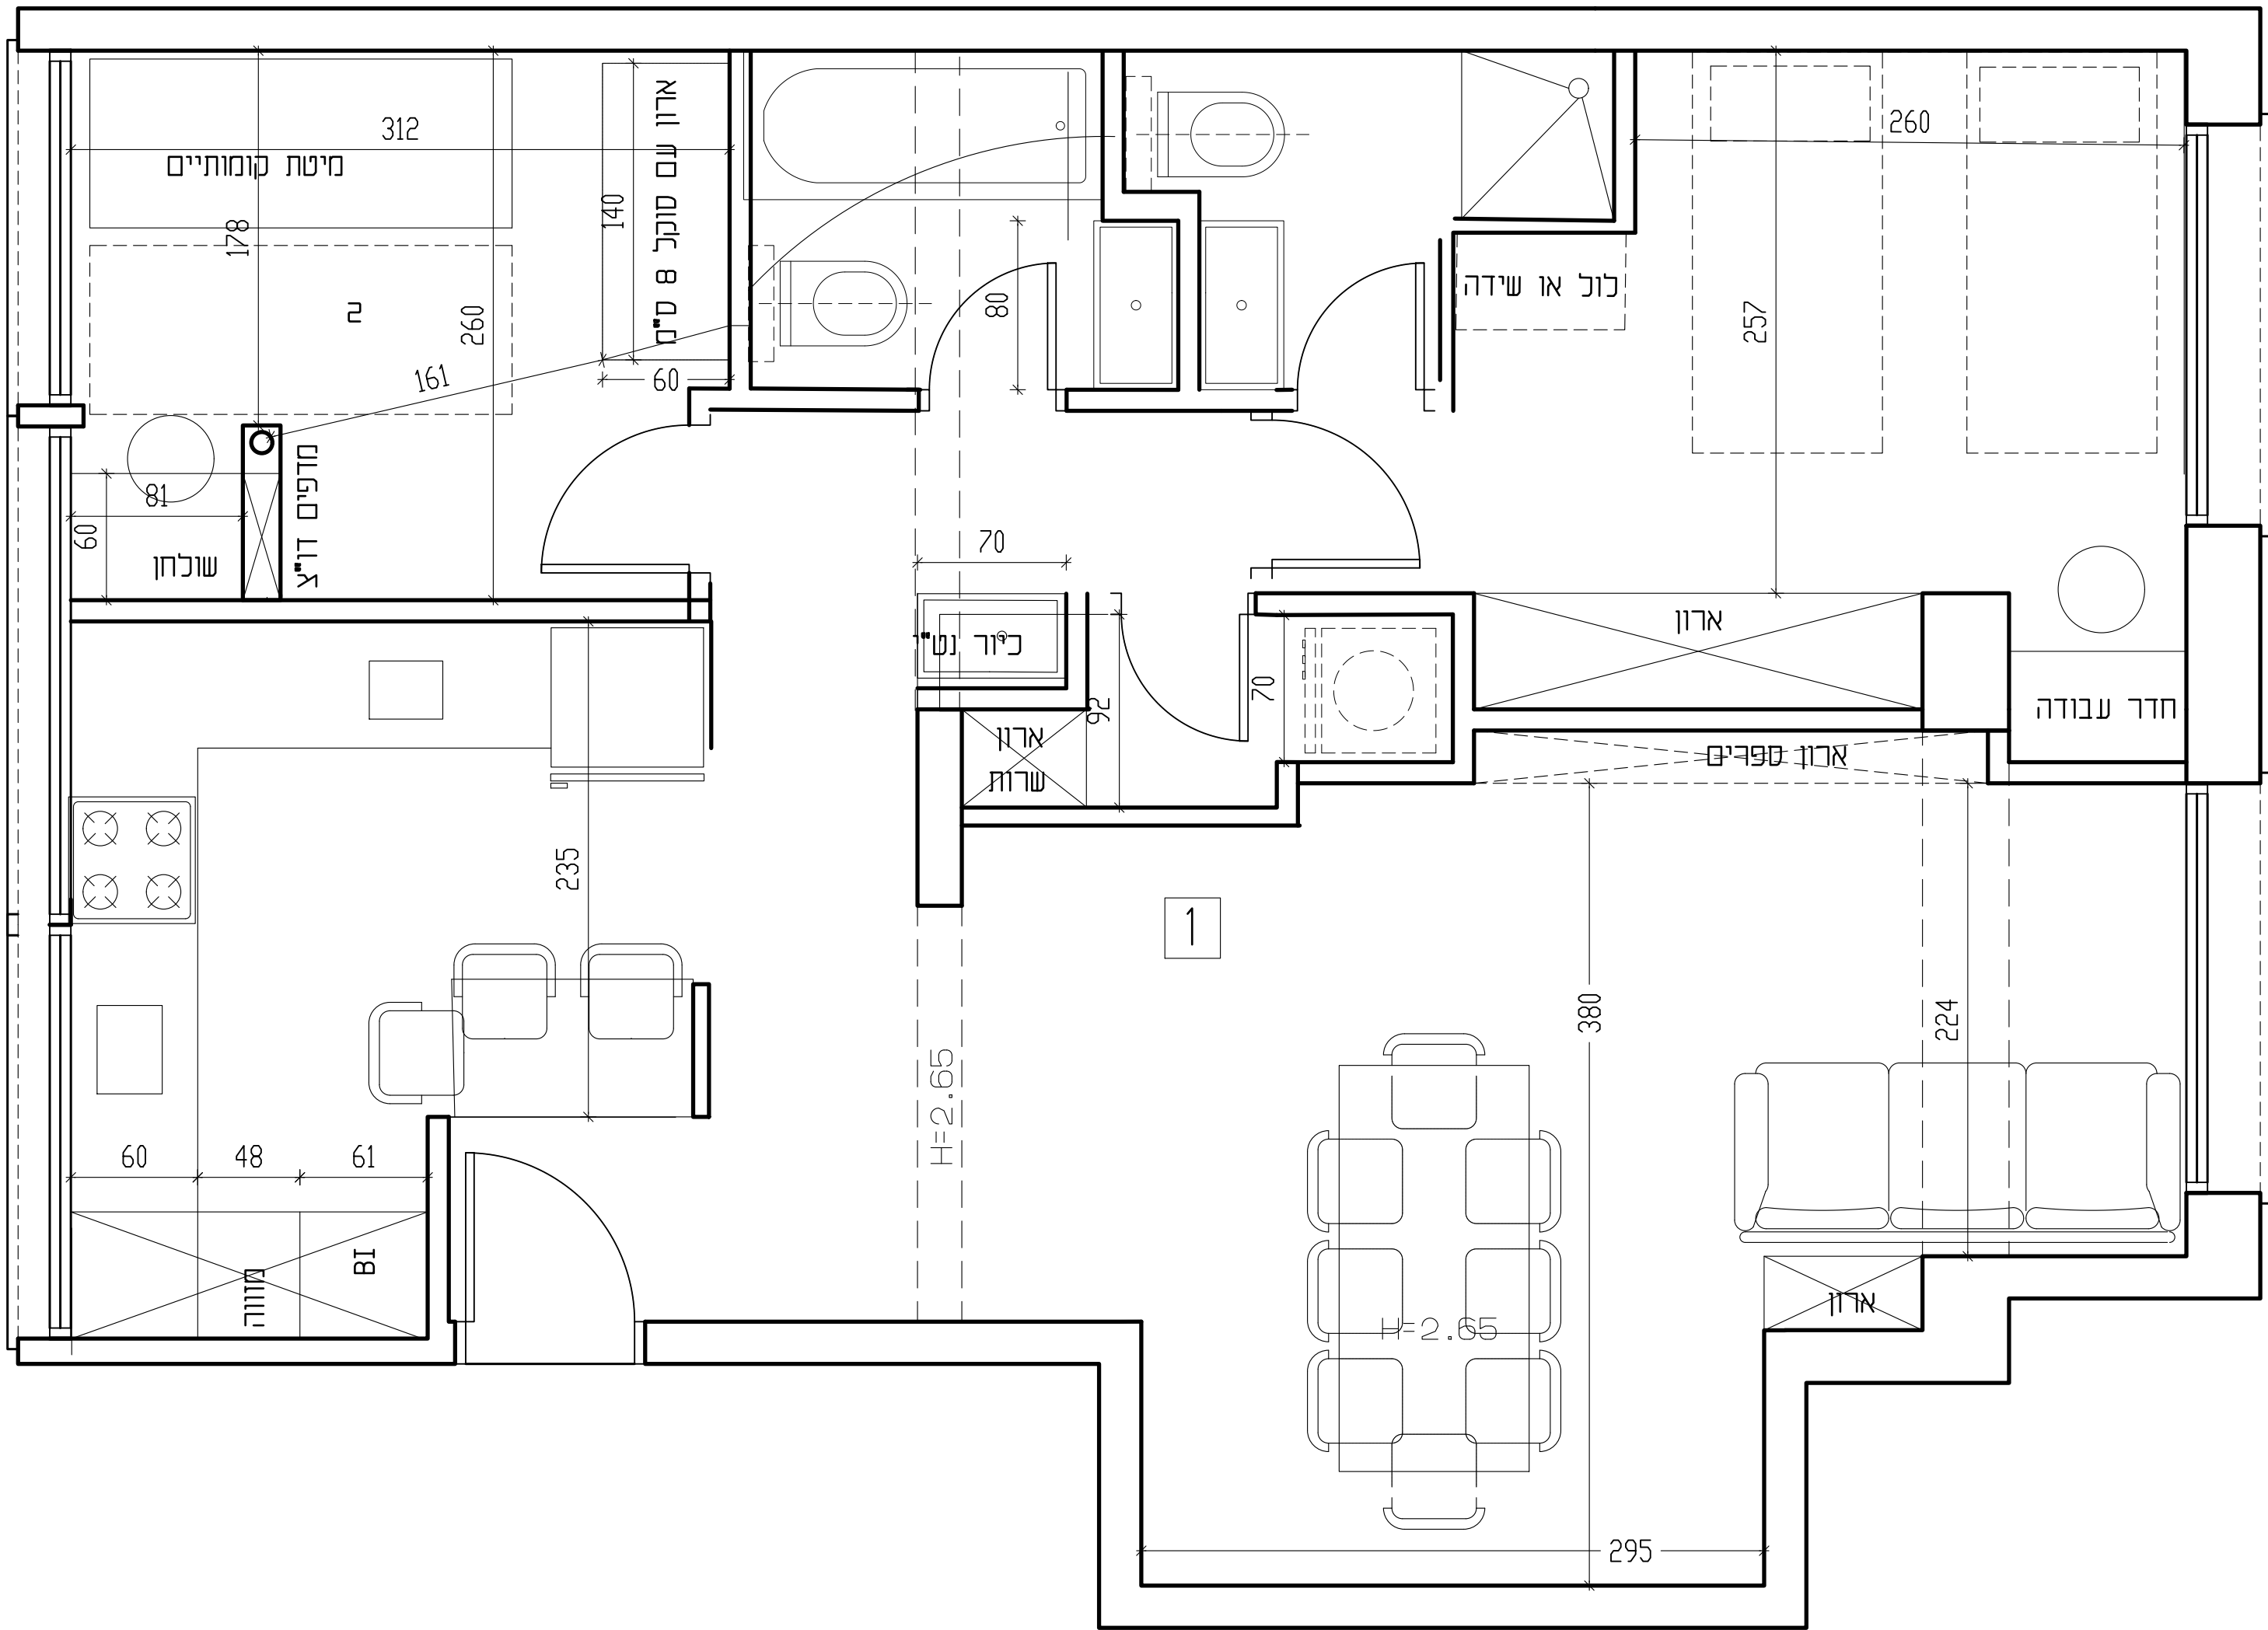 312
מיטת קומותיים
178
260
2
161
140
ארון עם סוקל 8 ס"מ
60
80
260
257
לול או שידה
81
60
שולחן
מדפים דו"צ
70
כיור נט"י
92
70
ארון
שרות
ארון
חדר עבודה
ארון ספרים
235
1
380
224
H=2.65
60
48
61
מזווה
BI
H=2.65
ארון
295